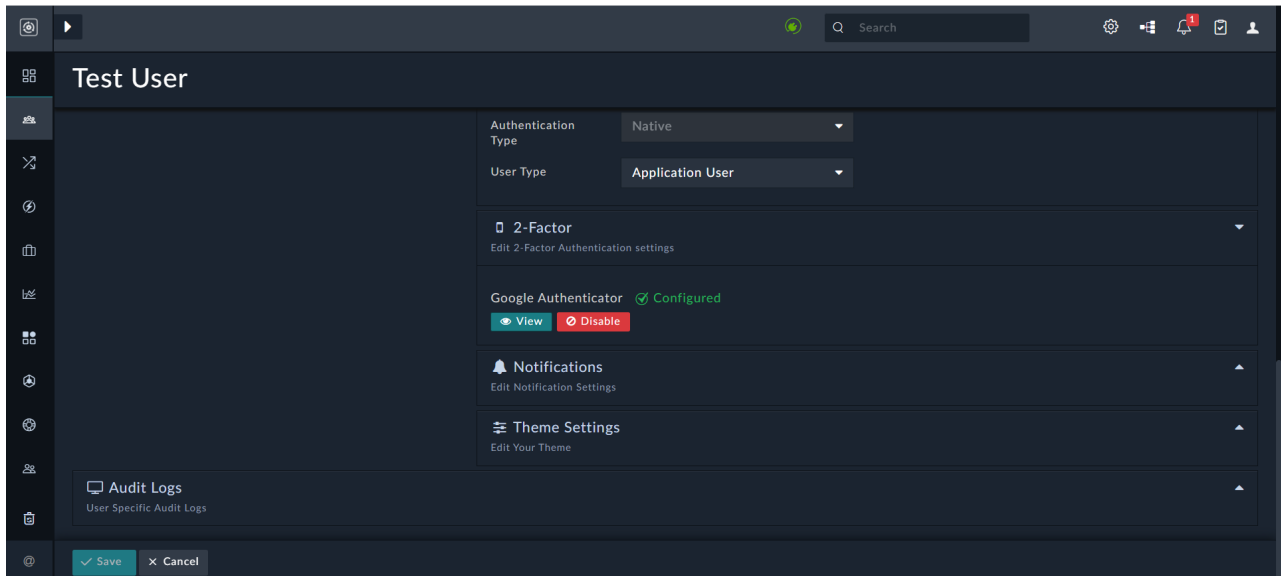 1
Search
Test User
Authentication
Type
Native
User Type
Application User
2-Factor
Edit 2-Factor Authentication settings
Google Authenticator Configured
View Disable
Notifications
Edit Notification Settings
Theme Settings
Edit Your Theme
Audit Logs
User Specific Audit Logs
@
Save Cancel